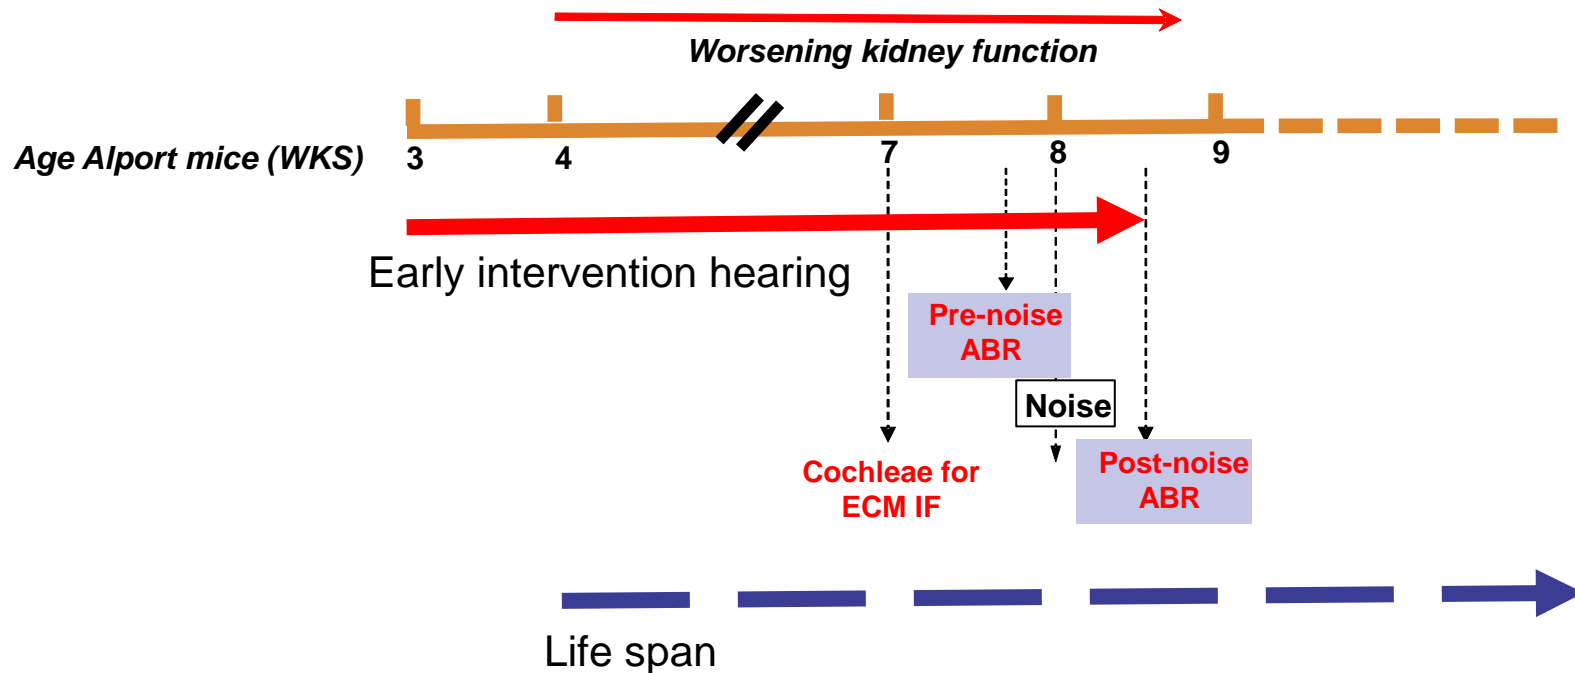 Worsening kidney function
Age Alport mice (WKS)
3 4 7 8 9
Early intervention hearing
Pre-noise
ABR
Noise
Cochleae for
ECM IF
Post-noise
ABR
Life span